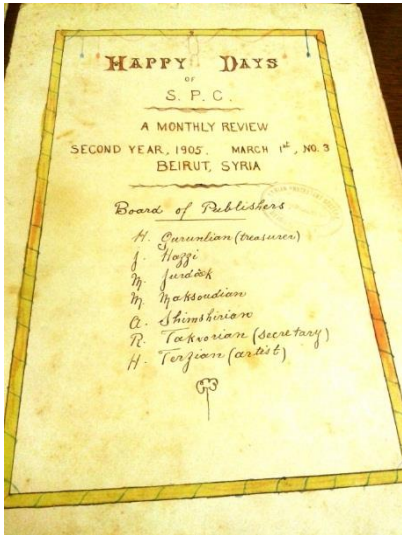 HAPPY DAYS
OF
S. P. C.
A MONTHLY REVIEW
SECOND YEAR, 1905. MARCH 1st, NO. 3
BEIRUT, SYRIA
Board of Publishers
H. Gurunlian (treasurer)
J. Hazzi
M. Jurdak
M. Maksoudian
A. Shimshirian
R. Takvorian (secretary)
H. Terzian (artist)